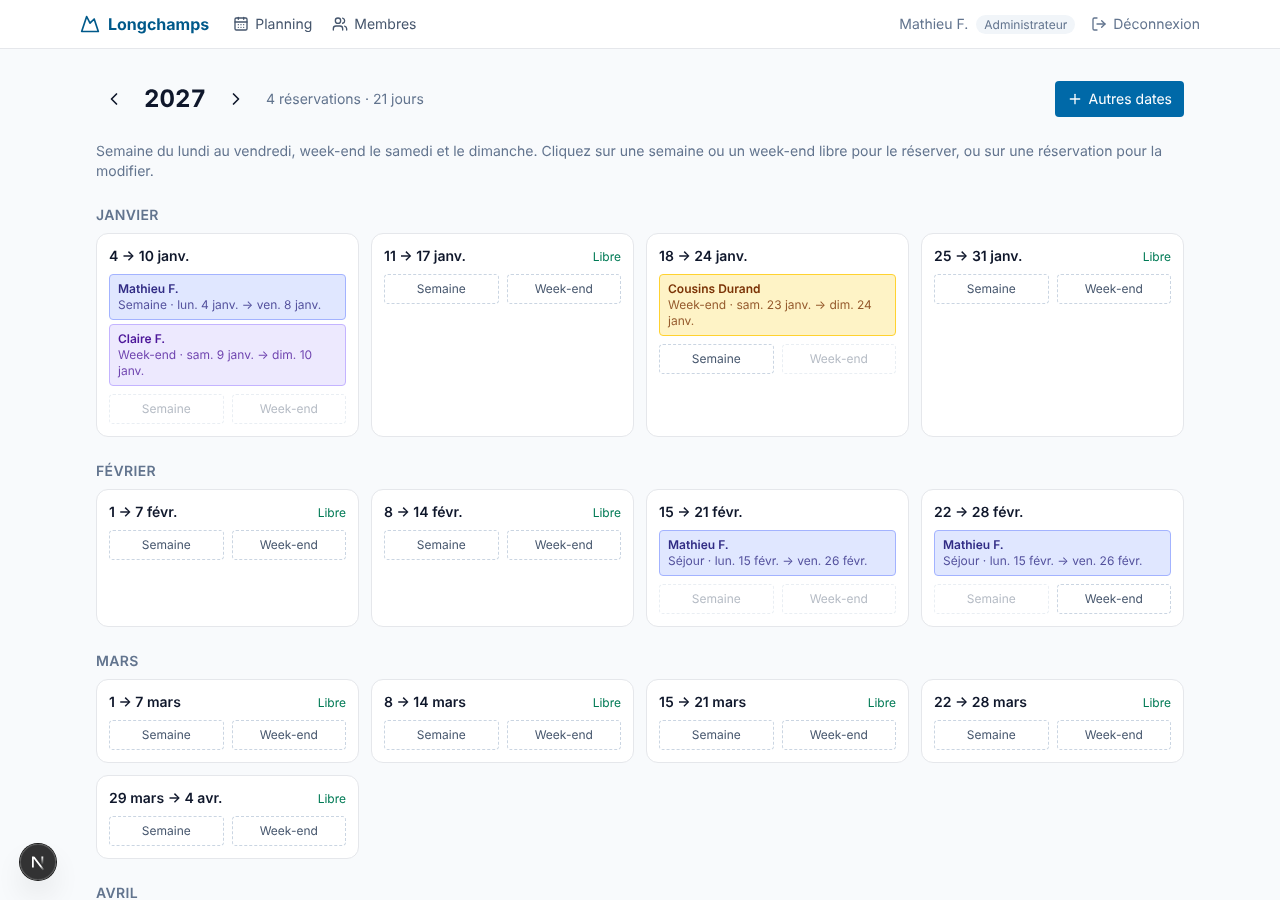 Longchamps Planning Membres Mathieu F. Administrateur Déconnexion
2027 4 réservations · 21 jours + Autres dates
Semaine du lundi au vendredi, week-end le samedi et le dimanche. Cliquez sur une semaine ou un week-end libre pour le réserver, ou sur une réservation pour la
modifier.
JANVIER
4 → 10 janv.
Mathieu F.
Semaine · lun. 4 janv. → ven. 8 janv.
Claire F.
Week-end · sam. 9 janv. → dim. 10
janv.
Semaine Week-end
11 → 17 janv. Libre
Semaine Week-end
18 → 24 janv.
Cousins Durand
Week-end · sam. 23 janv. → dim. 24
janv.
Semaine Week-end
25 → 31 janv. Libre
Semaine Week-end
FÉVRIER
1 → 7 févr. Libre
Semaine Week-end
8 → 14 févr. Libre
Semaine Week-end
15 → 21 févr.
Mathieu F.
Séjour · lun. 15 févr. → ven. 26 févr.
Semaine Week-end
22 → 28 févr.
Mathieu F.
Séjour · lun. 15 févr. → ven. 26 févr.
Semaine Week-end
MARS
1 → 7 mars Libre
Semaine Week-end
8 → 14 mars Libre
Semaine Week-end
15 → 21 mars Libre
Semaine Week-end
22 → 28 mars Libre
Semaine Week-end
29 mars → 4 avr. Libre
Semaine Week-end
N
AVRIL